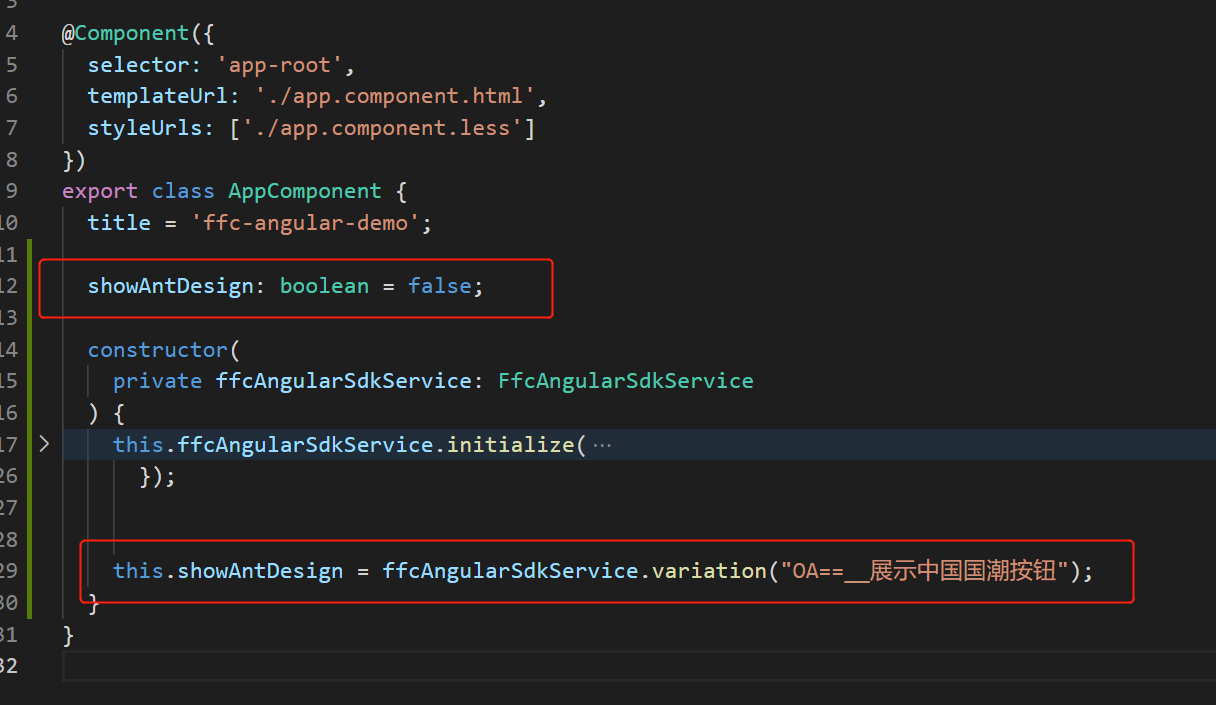 3
4 @Component({
5 selector: 'app-root',
6 templateUrl: './app.component.html',
7 styleUrls: ['./app.component.less']
8 })
9 export class AppComponent {
10 title = 'ffc-angular-demo';
11
12 showAntDesign: boolean = false;
13
14 constructor(
15 private ffcAngularSdkService: FfcAngularSdkService
16 ) {
17 this.ffcAngularSdkService.initialize( ···
26 });
27
28
29 this.showAntDesign = ffcAngularSdkService.variation("OA==__展示中国国潮按钮");
30 }
31 }
32